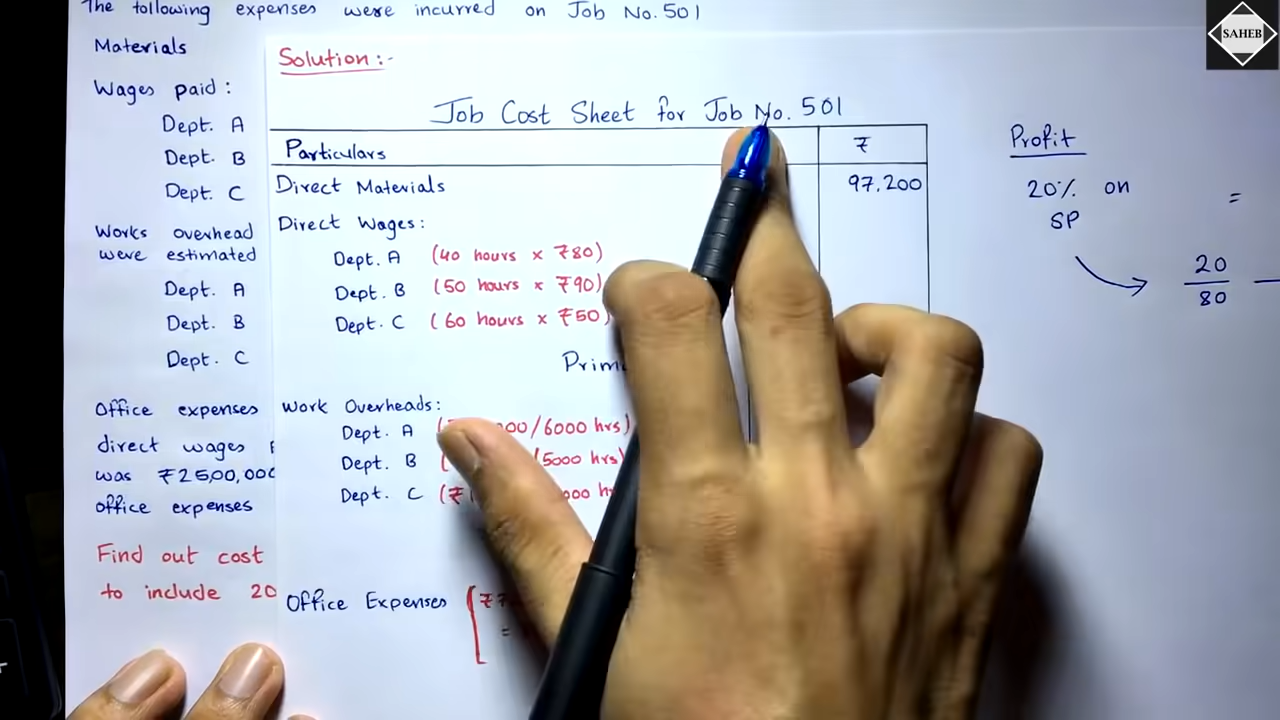 The following expenses were incurred on Job No. 501
Materials
Wages paid :
Dept. A
Dept. B
Dept. C
Works overhead
were estimated
Dept. A
Dept. B
Dept. C
Office expenses
direct wages
was ₹25,00,000
office expenses
Find out cost
to include 20
Solution :-
Job Cost Sheet for Job No. 501
Particulars ₹
Direct Materials 97,200
Direct Wages:
Dept. A (40 hours x ₹80)
Dept. B (50 hours x ₹90)
Dept. C (60 hours x ₹50)
Work Overheads:
Dept. A /6000 hrs)
Dept. B /5000 hrs)
Dept. C (₹
Office Expenses
Profit
20% on =
SP
20
80
SAHEB